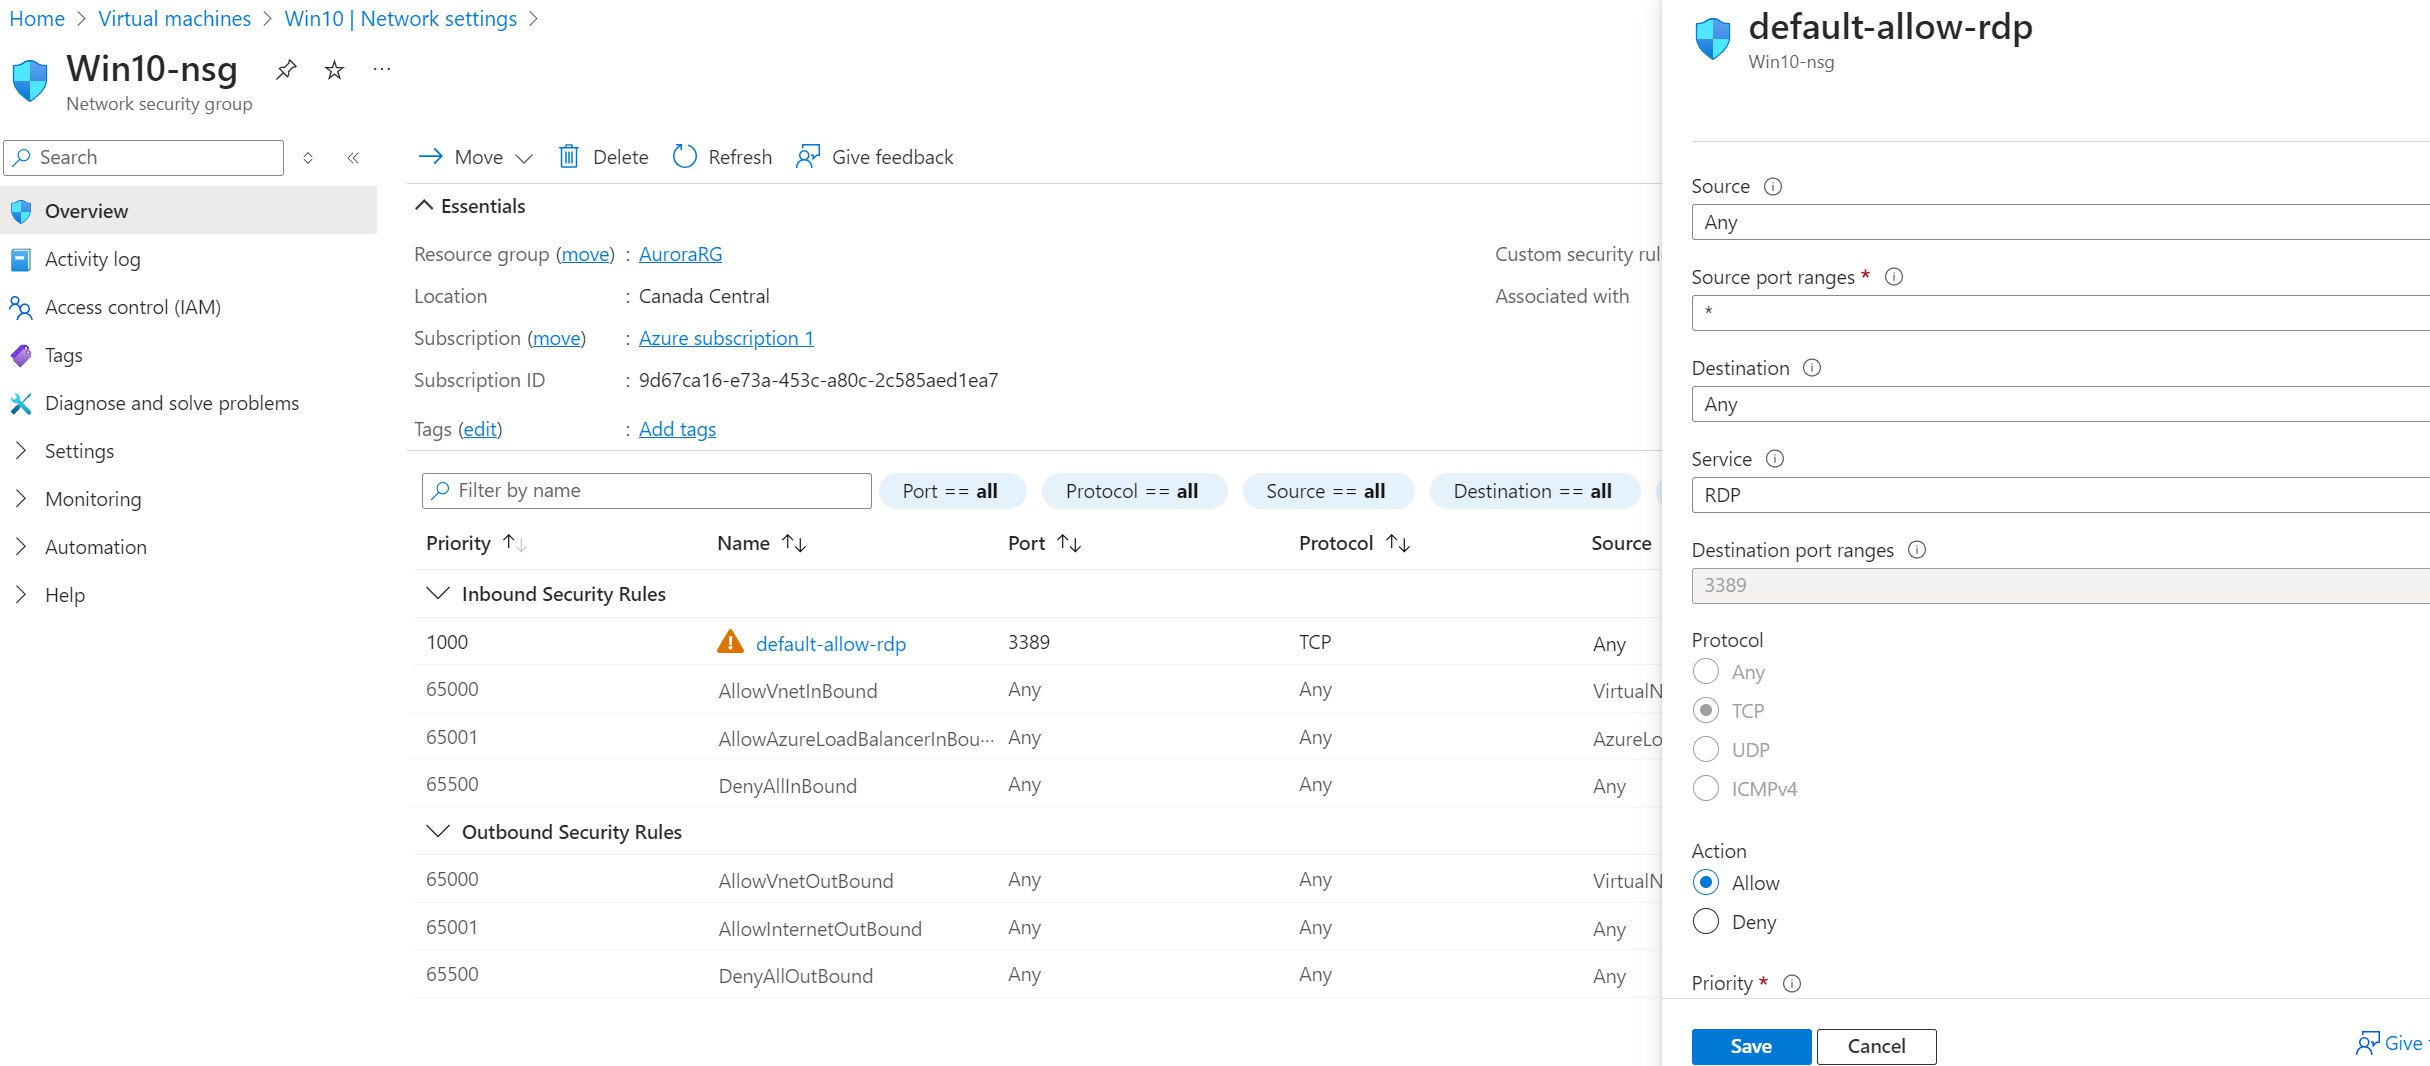 Home > Virtual machines > Win10 | Network settings >
Win10-nsg
Network security group
Search
Overview
Activity log
Access control (IAM)
Tags
Diagnose and solve problems
Settings
Monitoring
Automation
Help
Move
Delete
Refresh
Give feedback
Essentials
Resource group (move) : AuroraRG
Location : Canada Central
Subscription (move) : Azure subscription 1
Subscription ID : 9d67ca16-e73a-453c-a80c-2c585aed1ea7
Tags (edit) : Add tags
Custom security rul
Associated with
Filter by name
Port == all
Protocol == all
Source == all
Destination == all
Priority Name Port Protocol Source
Inbound Security Rules
1000 default-allow-rdp 3389 TCP Any
65000 AllowVnetInBound Any Any VirtualN
65001 AllowAzureLoadBalancerInBou... Any Any AzureLo
65500 DenyAllInBound Any Any Any
Outbound Security Rules
65000 AllowVnetOutBound Any Any VirtualN
65001 AllowInternetOutBound Any Any Any
65500 DenyAllOutBound Any Any Any
default-allow-rdp
Win10-nsg
Source
Any
Source port ranges *
*
Destination
Any
Service
RDP
Destination port ranges
3389
Protocol
Any
TCP
UDP
ICMPv4
Action
Allow
Deny
Priority *
Save
Cancel
Give